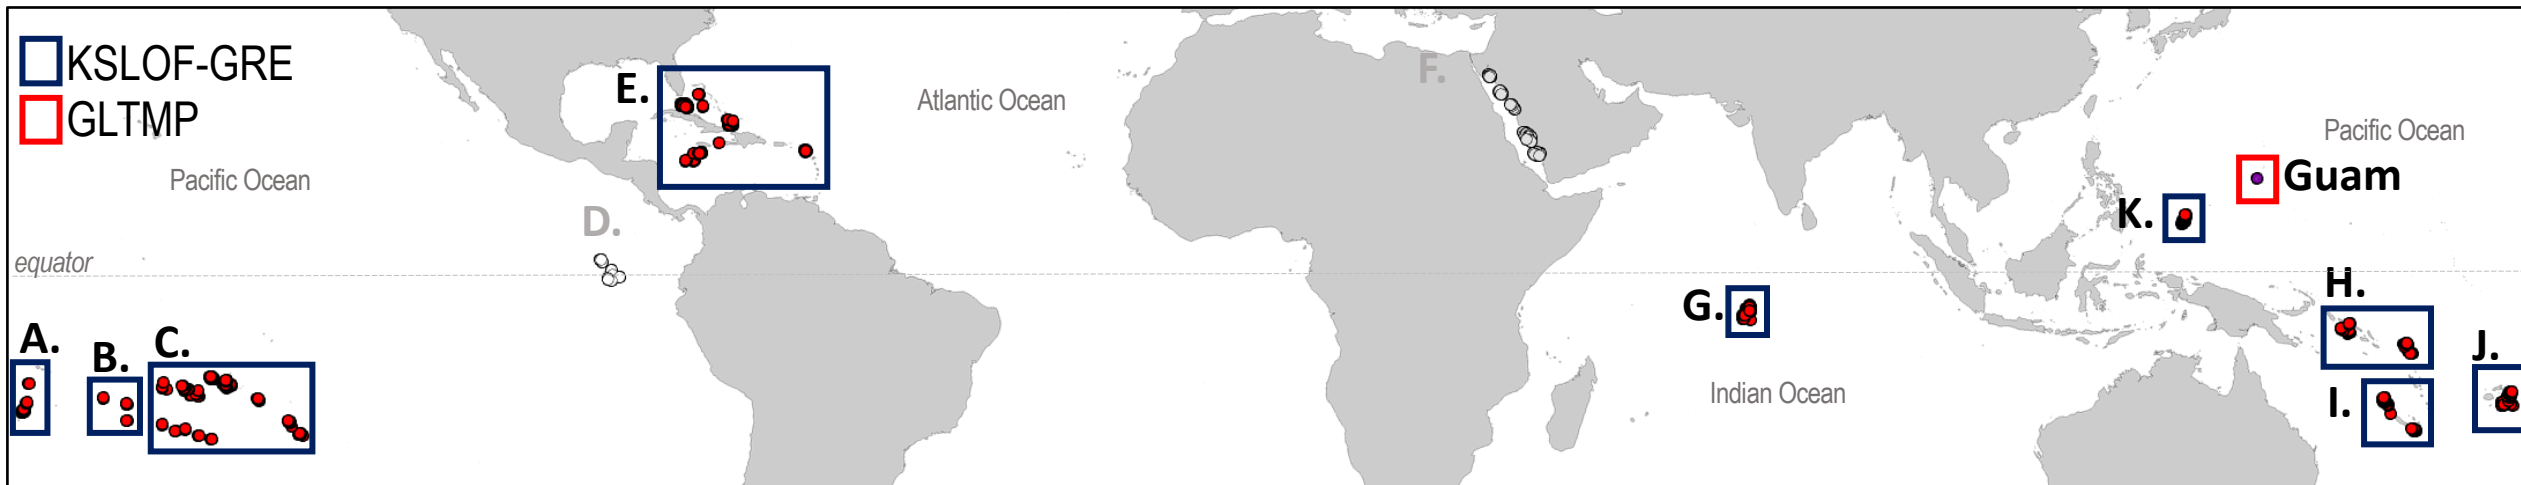 KSLOF-GRE
GLTMP
E.
Atlantic Ocean
F.
Pacific Ocean
Pacific Ocean
Guam
K.
D.
equator
H.
G.
A.
B.
C.
J.
Indian Ocean
I.